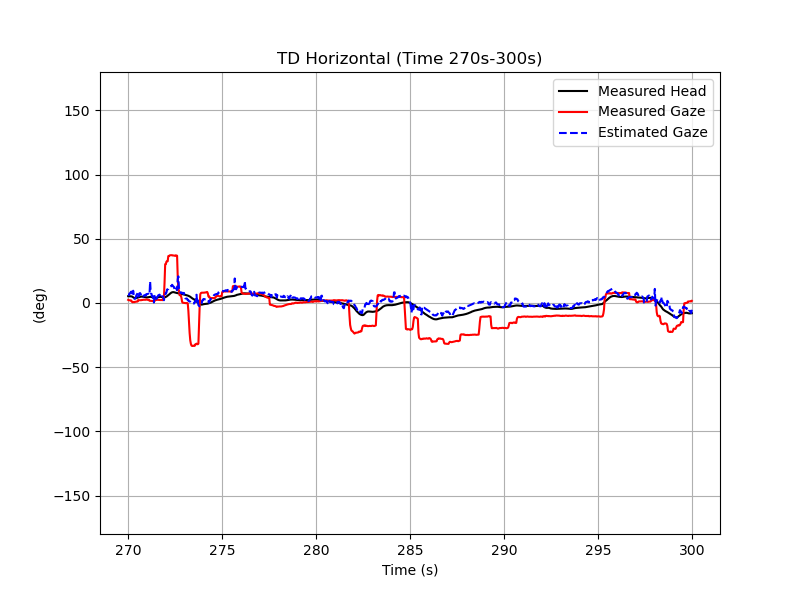 TD Horizontal (Time 270s-300s)
Measured Head
Measured Gaze
Estimated Gaze
150
100
50
0
−50
−100
−150
(deg)
270 275 280 285 290 295 300
Time (s)